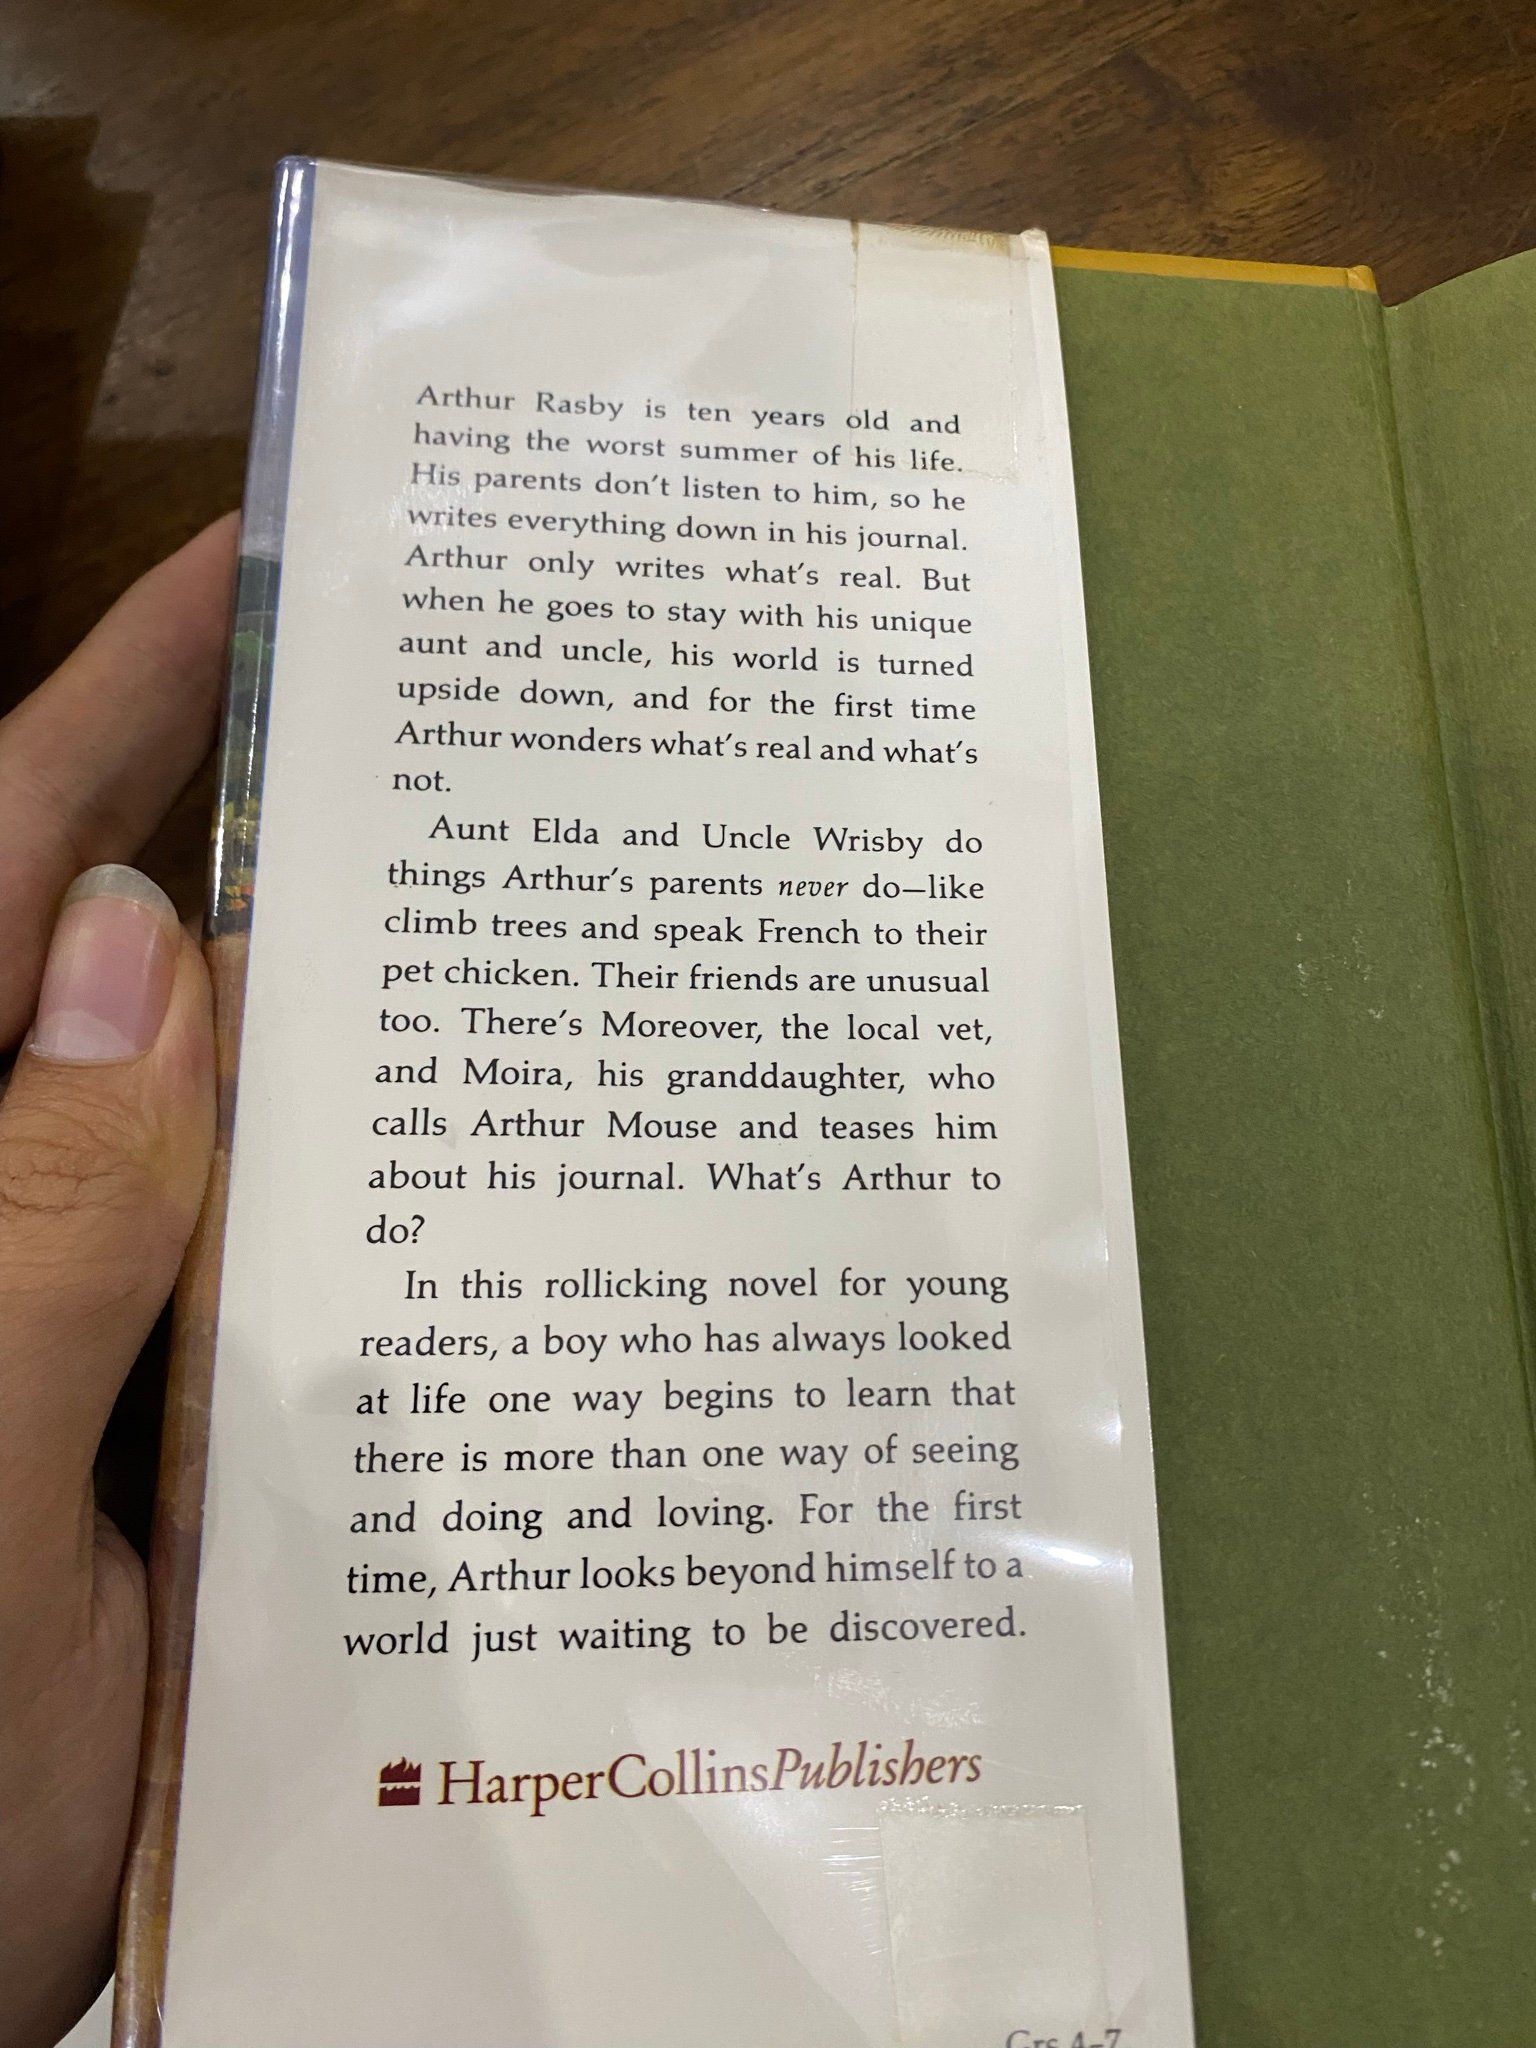 Arthur Rasby is ten years old and
having the worst summer of his life.
His parents don't listen to him, so he
writes everything down in his journal.
Arthur only writes what's real. But
when he goes to stay with his unique
aunt and uncle, his world is turned
upside down, and for the first time
Arthur wonders what's real and what's
not.
Aunt Elda and Uncle Wrisby do
things Arthur's parents never do—like
climb trees and speak French to their
pet chicken. Their friends are unusual
too. There's Moreover, the local vet,
and Moira, his granddaughter, who
calls Arthur Mouse and teases him
about his journal. What's Arthur to
do?
In this rollicking novel for young
readers, a boy who has always looked
at life one way begins to learn that
there is more than one way of seeing
and doing and loving. For the first
time, Arthur looks beyond himself to a
world just waiting to be discovered.
HarperCollinsPublishers
Grs 4–7